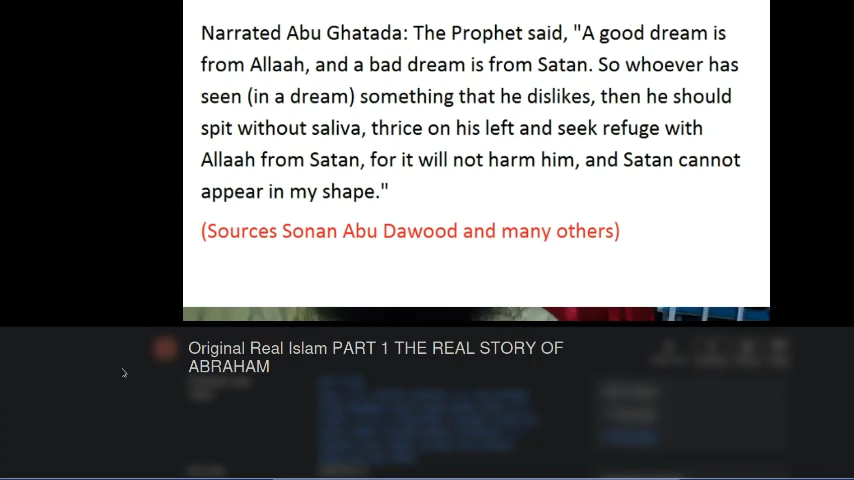 Narrated Abu Ghatada: The Prophet said, "A good dream is
from Allaah, and a bad dream is from Satan. So whoever has
seen (in a dream) something that he dislikes, then he should
spit without saliva, thrice on his left and seek refuge with
Allaah from Satan, for it will not harm him, and Satan cannot
appear in my shape."
(Sources Sonan Abu Dawood and many others)
Original Real Islam PART 1 THE REAL STORY OF
ABRAHAM